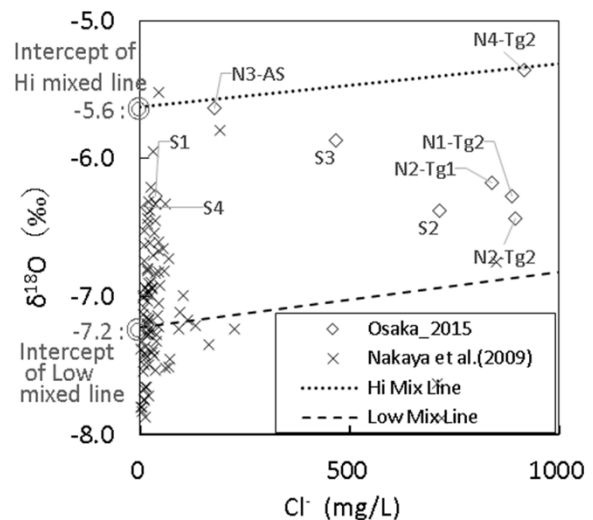 -5.0
Intercept of
Hi mixed line
-5.6 :
N4-Tg2
N3-AS
S1
-6.0
S3
N1-Tg2
N2-Tg1
S4
S2
N2-Tg2
δ¹⁸O (‰)
-7.0
-7.2 :
Intercept
of Low
mixed line
◇ Osaka_2015
× Nakaya et al.(2009)
Hi Mix Line
Low Mix Line
-8.0
0 500 1000
Cl⁻ (mg/L)